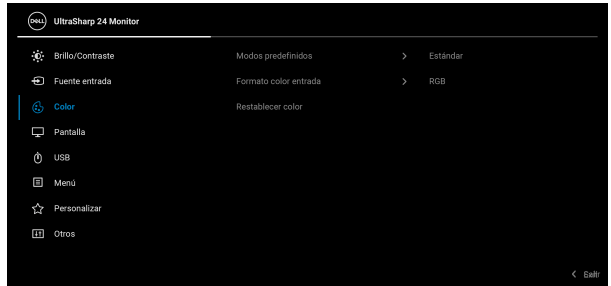 DELL UltraSharp 24 Monitor
Brillo/Contraste Modos predefinidos > Estándar
Fuente entrada Formato color entrada > RGB
Color Restablecer color
Pantalla
USB
Menú
Personalizar
Otros